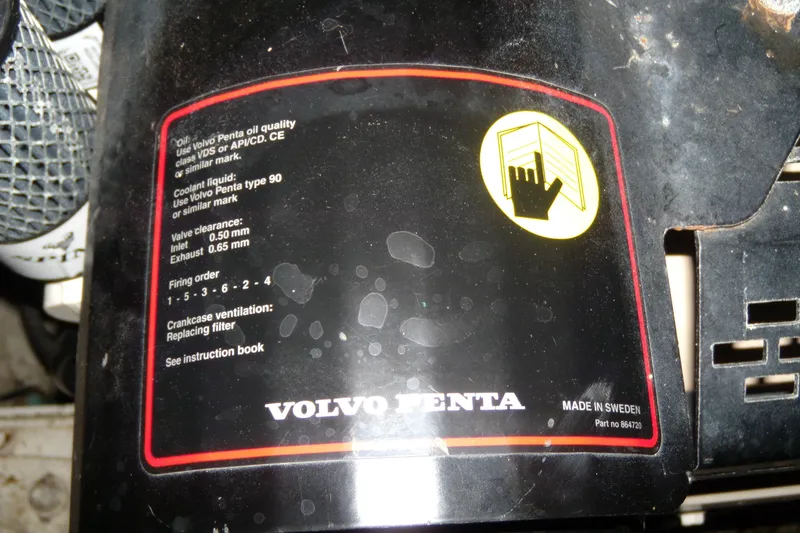 Oil:
Use Volvo Penta oil quality
class VDS or API/CD. CE
or similar mark.
Coolant liquid:
Use Volvo Penta type 90
or similar mark
Valve clearance:
Inlet 0.50 mm
Exhaust 0.65 mm
Firing order
1 - 5 - 3 - 6 - 2 - 4
Crankcase ventilation:
Replacing filter
See instruction book
VOLVO PENTA
MADE IN SWEDEN
Part no 864720